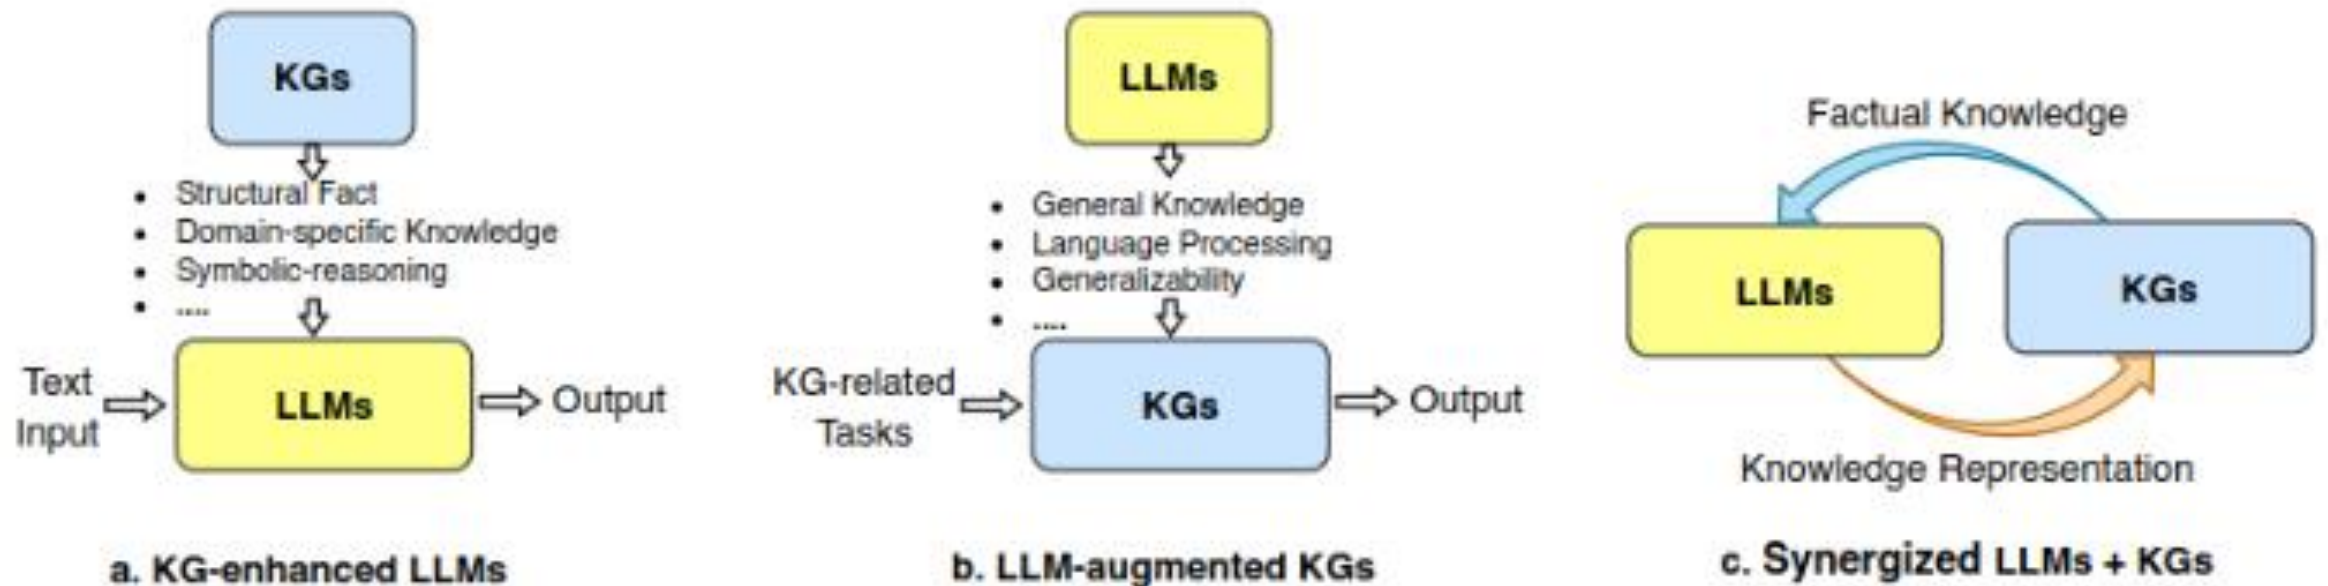 KGs
Structural Fact
Domain-specific Knowledge
Symbolic-reasoning
....
Text
Input
LLMs
Output
a. KG-enhanced LLMs
LLMs
General Knowledge
Language Processing
Generalizability
....
KG-related
Tasks
KGs
Output
b. LLM-augmented KGs
Factual Knowledge
LLMs
KGs
Knowledge Representation
c. Synergized LLMs + KGs